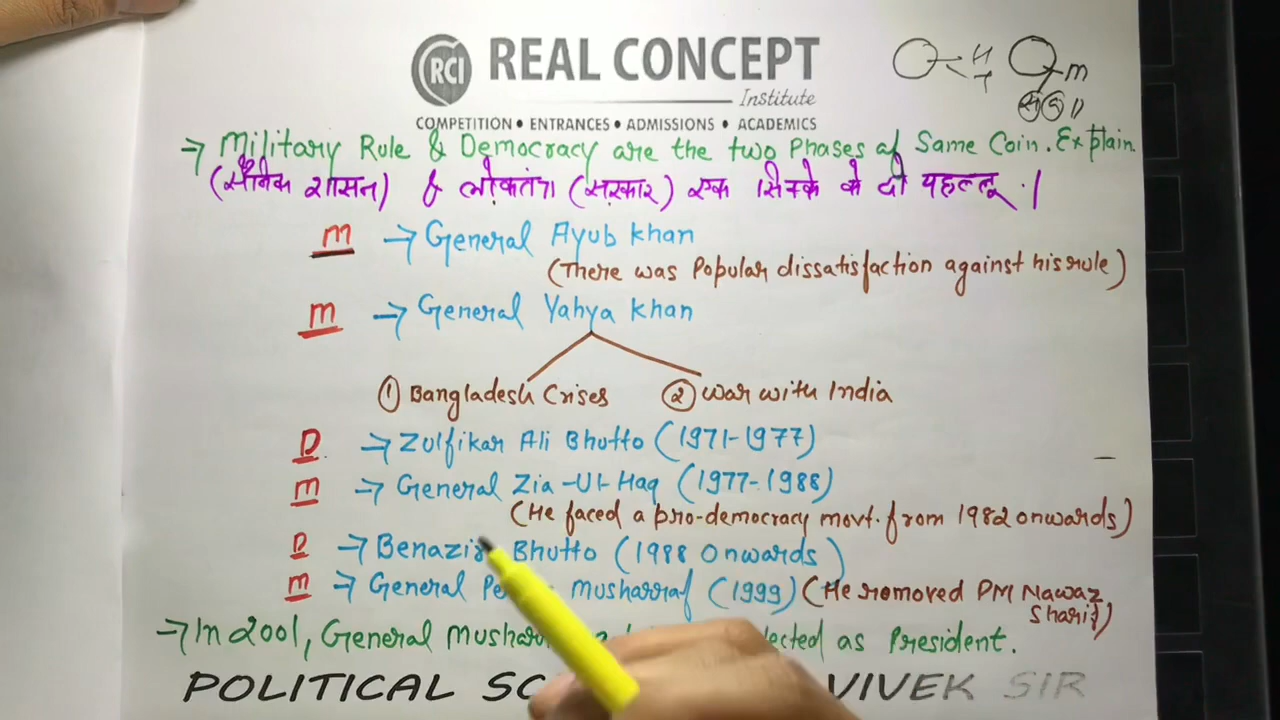 RCI REAL CONCEPT
Institute
COMPETITION • ENTRANCES • ADMISSIONS • ACADEMICS
H
m
D
→ Military Rule & Democracy are the two Phases of Same Coin. Explain
(सैनिक शासन) & लोकतंत्र (सरकार) एक सिक्के के दो पहलू ।
m → General Ayub khan
(There was Popular dissatisfaction against his rule)
m → General Yahya khan
① Bangladesh Crises ② war with India
D → Zulfikar Ali Bhutto (1971-1977)
m → General Zia-Ul-Haq (1977-1988)
(He faced a pro-democracy movt. from 1982 onwards)
D → Benazir Bhutto (1988 Onwards)
m → General Musharraf (1999) (He romoved PM Nawaz
Sharif)
→ In 2001, General as President.
POLITICAL VIVEK SIR